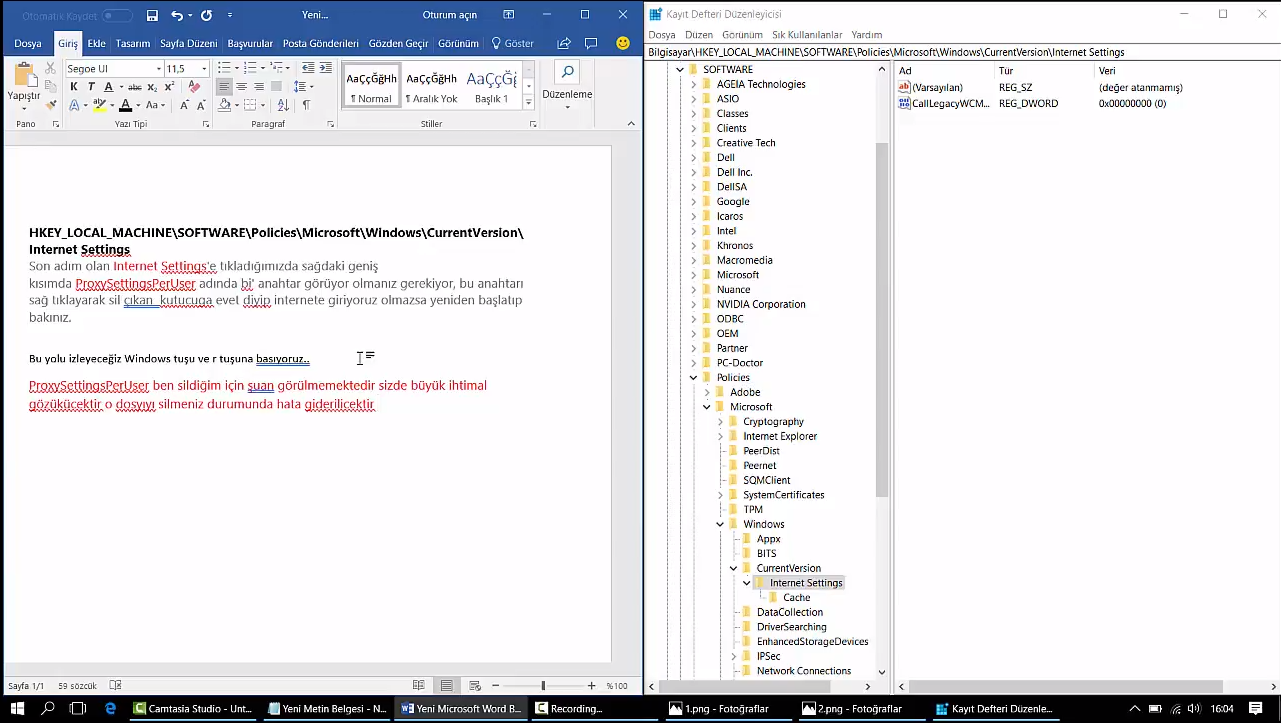 Otomatik Kaydet
Yeni...
Oturum açın
Dosya Giriş Ekle Tasarım Sayfa Düzeni Başvurular Posta Gönderileri Gözden Geçir Görünüm Göster
Yapıştır
Segoe UI 11,5
K T A abc x₂ x²
Aa
AaÇçĞğHh AaÇçĞğHh AaÇçĞğ
¶ Normal ¶ Aralık Yok Başlık 1
Düzenleme
Pano Yazı Tipi Paragraf Stiller
HKEY_LOCAL_MACHINE\SOFTWARE\Policies\Microsoft\Windows\CurrentVersion\
Internet Settings
Son adım olan Internet Settings'e tıkladığımızda sağdaki geniş
kısımda ProxySettingsPerUser adında bi' anahtar görüyor olmanız gerekiyor, bu anahtarı
sağ tıklayarak sil çıkan kutucuga evet diyip internete giriyoruz olmazsa yeniden başlatıp
bakınız.
Bu yolu izleyeceğiz Windows tuşu ve r tuşuna basıyoruz..
ProxySettingsPerUser ben sildiğim için suan görülmemektedir sizde büyük ihtimal
gözükücektir o dosyıyı silmeniz durumunda hata giderilicektir
Sayfa 1/1 59 sözcük %100
Kayıt Defteri Düzenleyicisi
Dosya Düzen Görünüm Sık Kullanılanlar Yardım
Bilgisayar\HKEY_LOCAL_MACHINE\SOFTWARE\Policies\Microsoft\Windows\CurrentVersion\Internet Settings
SOFTWARE
AGEIA Technologies
ASIO
Classes
Clients
Creative Tech
Dell
Dell Inc.
DellSA
Google
Icaros
Intel
Khronos
Macromedia
Microsoft
Nuance
NVIDIA Corporation
ODBC
OEM
Partner
PC-Doctor
Policies
Adobe
Microsoft
Cryptography
Internet Explorer
PeerDist
Peernet
SQMClient
SystemCertificates
TPM
Windows
Appx
BITS
CurrentVersion
Internet Settings
Cache
DataCollection
DriverSearching
EnhancedStorageDevices
IPSec
Network Connections
Ad Tür Veri
(Varsayılan) REG_SZ (değer atanmamış)
CallLegacyWCM... REG_DWORD 0x00000000 (0)
Camtasia Studio - Unt... Yeni Metin Belgesi - N... Yeni Microsoft Word B... Recording... 1.png - Fotoğraflar 2.png - Fotoğraflar Kayıt Defteri Düzenle... 16:04